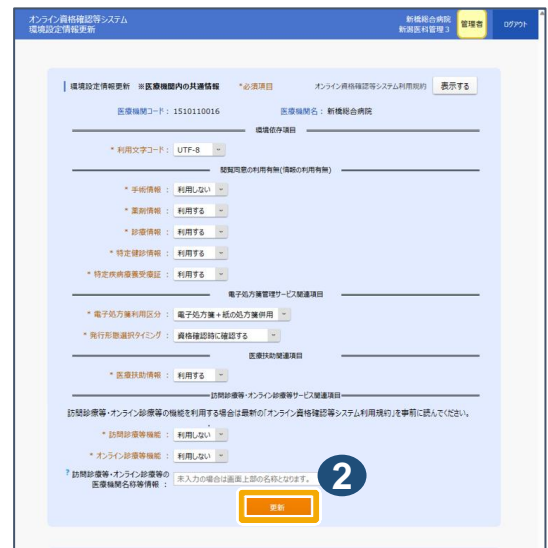 オンライン資格確認等システム
環境設定情報更新
新橋総合病院
新潟医科管理3
管理者
ログアウト
環境設定情報更新 ※医療機関内の共通情報 *必須項目 オンライン資格確認等システム利用規約 表示する
医療機関コード: 1510110016 医療機関名: 新橋総合病院
環境依存項目
* 利用文字コード: UTF-8
閲覧同意の利用有無(情報の利用有無)
* 手術情報 : 利用しない
* 薬剤情報 : 利用する
* 診療情報 : 利用する
* 特定健診情報 : 利用する
* 特定疾病療養受療証 : 利用する
電子処方箋管理サービス関連項目
* 電子処方箋利用区分 : 電子処方箋+紙の処方箋併用
* 発行形態選択タイミング : 資格確認時に確認する
医療扶助関連項目
* 医療扶助情報 : 利用する
訪問診療等・オンライン診療等サービス関連項目
訪問診療等・オンライン診療等の機能を利用する場合は最新の「オンライン資格確認等システム利用規約」を事前に読んでください。
* 訪問診療等機能 : 利用しない
* オンライン診療等機能 : 利用しない
? 訪問診療等・オンライン診療等の
医療機関名称等情報 : 未入力の場合は画面上部の名称となります。
2
更新